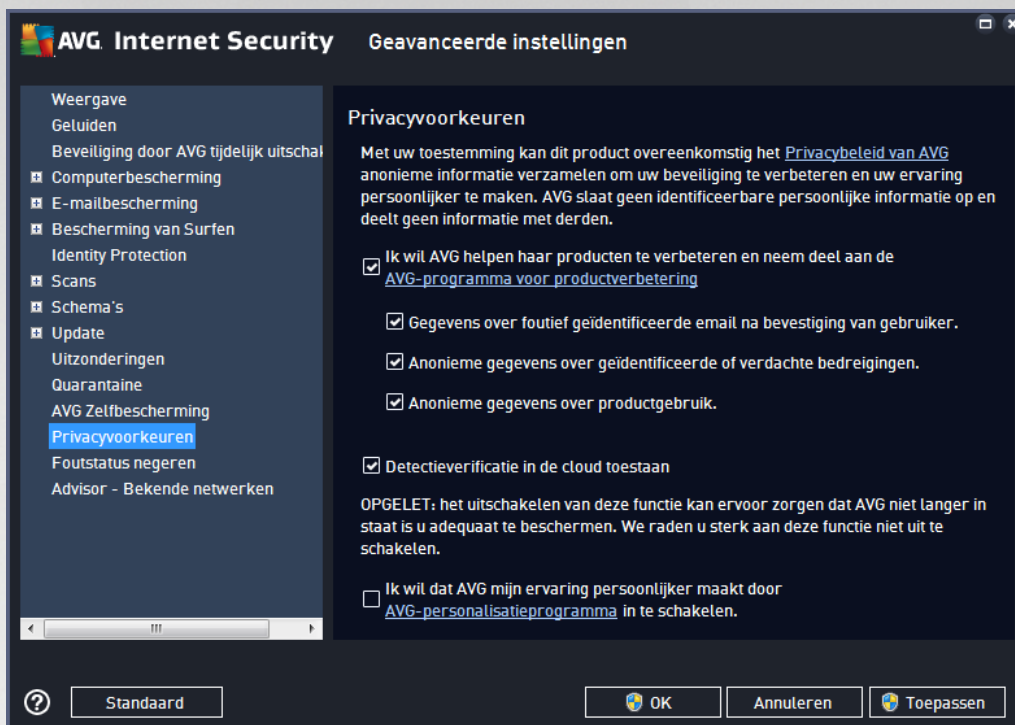 AVG. Internet Security Geavanceerde instellingen
Weergave
Geluiden
Beveiliging door AVG tijdelijk uitschak
Computerbescherming
E-mailbescherming
Bescherming van Surfen
Identity Protection
Scans
Schema's
Update
Uitzonderingen
Quarantaine
AVG Zelfbescherming
Privacyvoorkeuren
Foutstatus negeren
Advisor - Bekende netwerken
Privacyvoorkeuren
Met uw toestemming kan dit product overeenkomstig het Privacybeleid van AVG
anonieme informatie verzamelen om uw beveiliging te verbeteren en uw ervaring
persoonlijker te maken. AVG slaat geen identificeerbare persoonlijke informatie op en
deelt geen informatie met derden.
Ik wil AVG helpen haar producten te verbeteren en neem deel aan de
AVG-programma voor productverbetering
Gegevens over foutief geïdentificeerde email na bevestiging van gebruiker.
Anonieme gegevens over geïdentificeerde of verdachte bedreigingen.
Anonieme gegevens over productgebruik.
Detectieverificatie in de cloud toestaan
OPGELET: het uitschakelen van deze functie kan ervoor zorgen dat AVG niet langer in
staat is u adequaat te beschermen. We raden u sterk aan deze functie niet uit te
schakelen.
Ik wil dat AVG mijn ervaring persoonlijker maakt door
AVG-personalisatieprogramma in te schakelen.
? Standaard OK Annuleren Toepassen